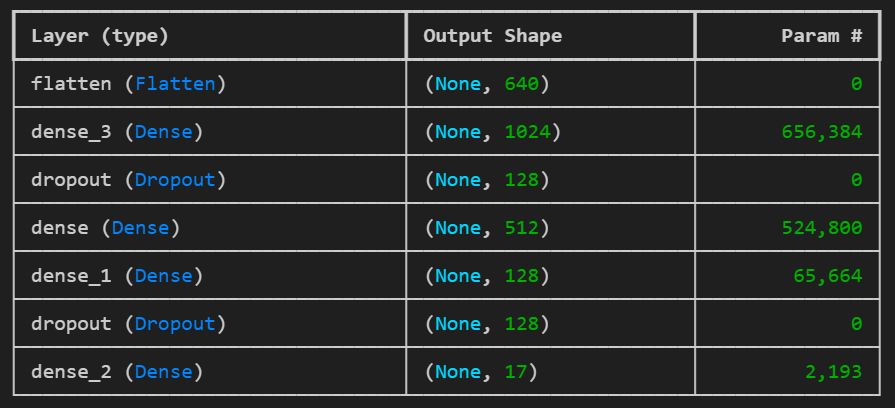 Layer (type) Output Shape Param #
flatten (Flatten) (None, 640) 0
dense_3 (Dense) (None, 1024) 656,384
dropout (Dropout) (None, 128) 0
dense (Dense) (None, 512) 524,800
dense_1 (Dense) (None, 128) 65,664
dropout (Dropout) (None, 128) 0
dense_2 (Dense) (None, 17) 2,193